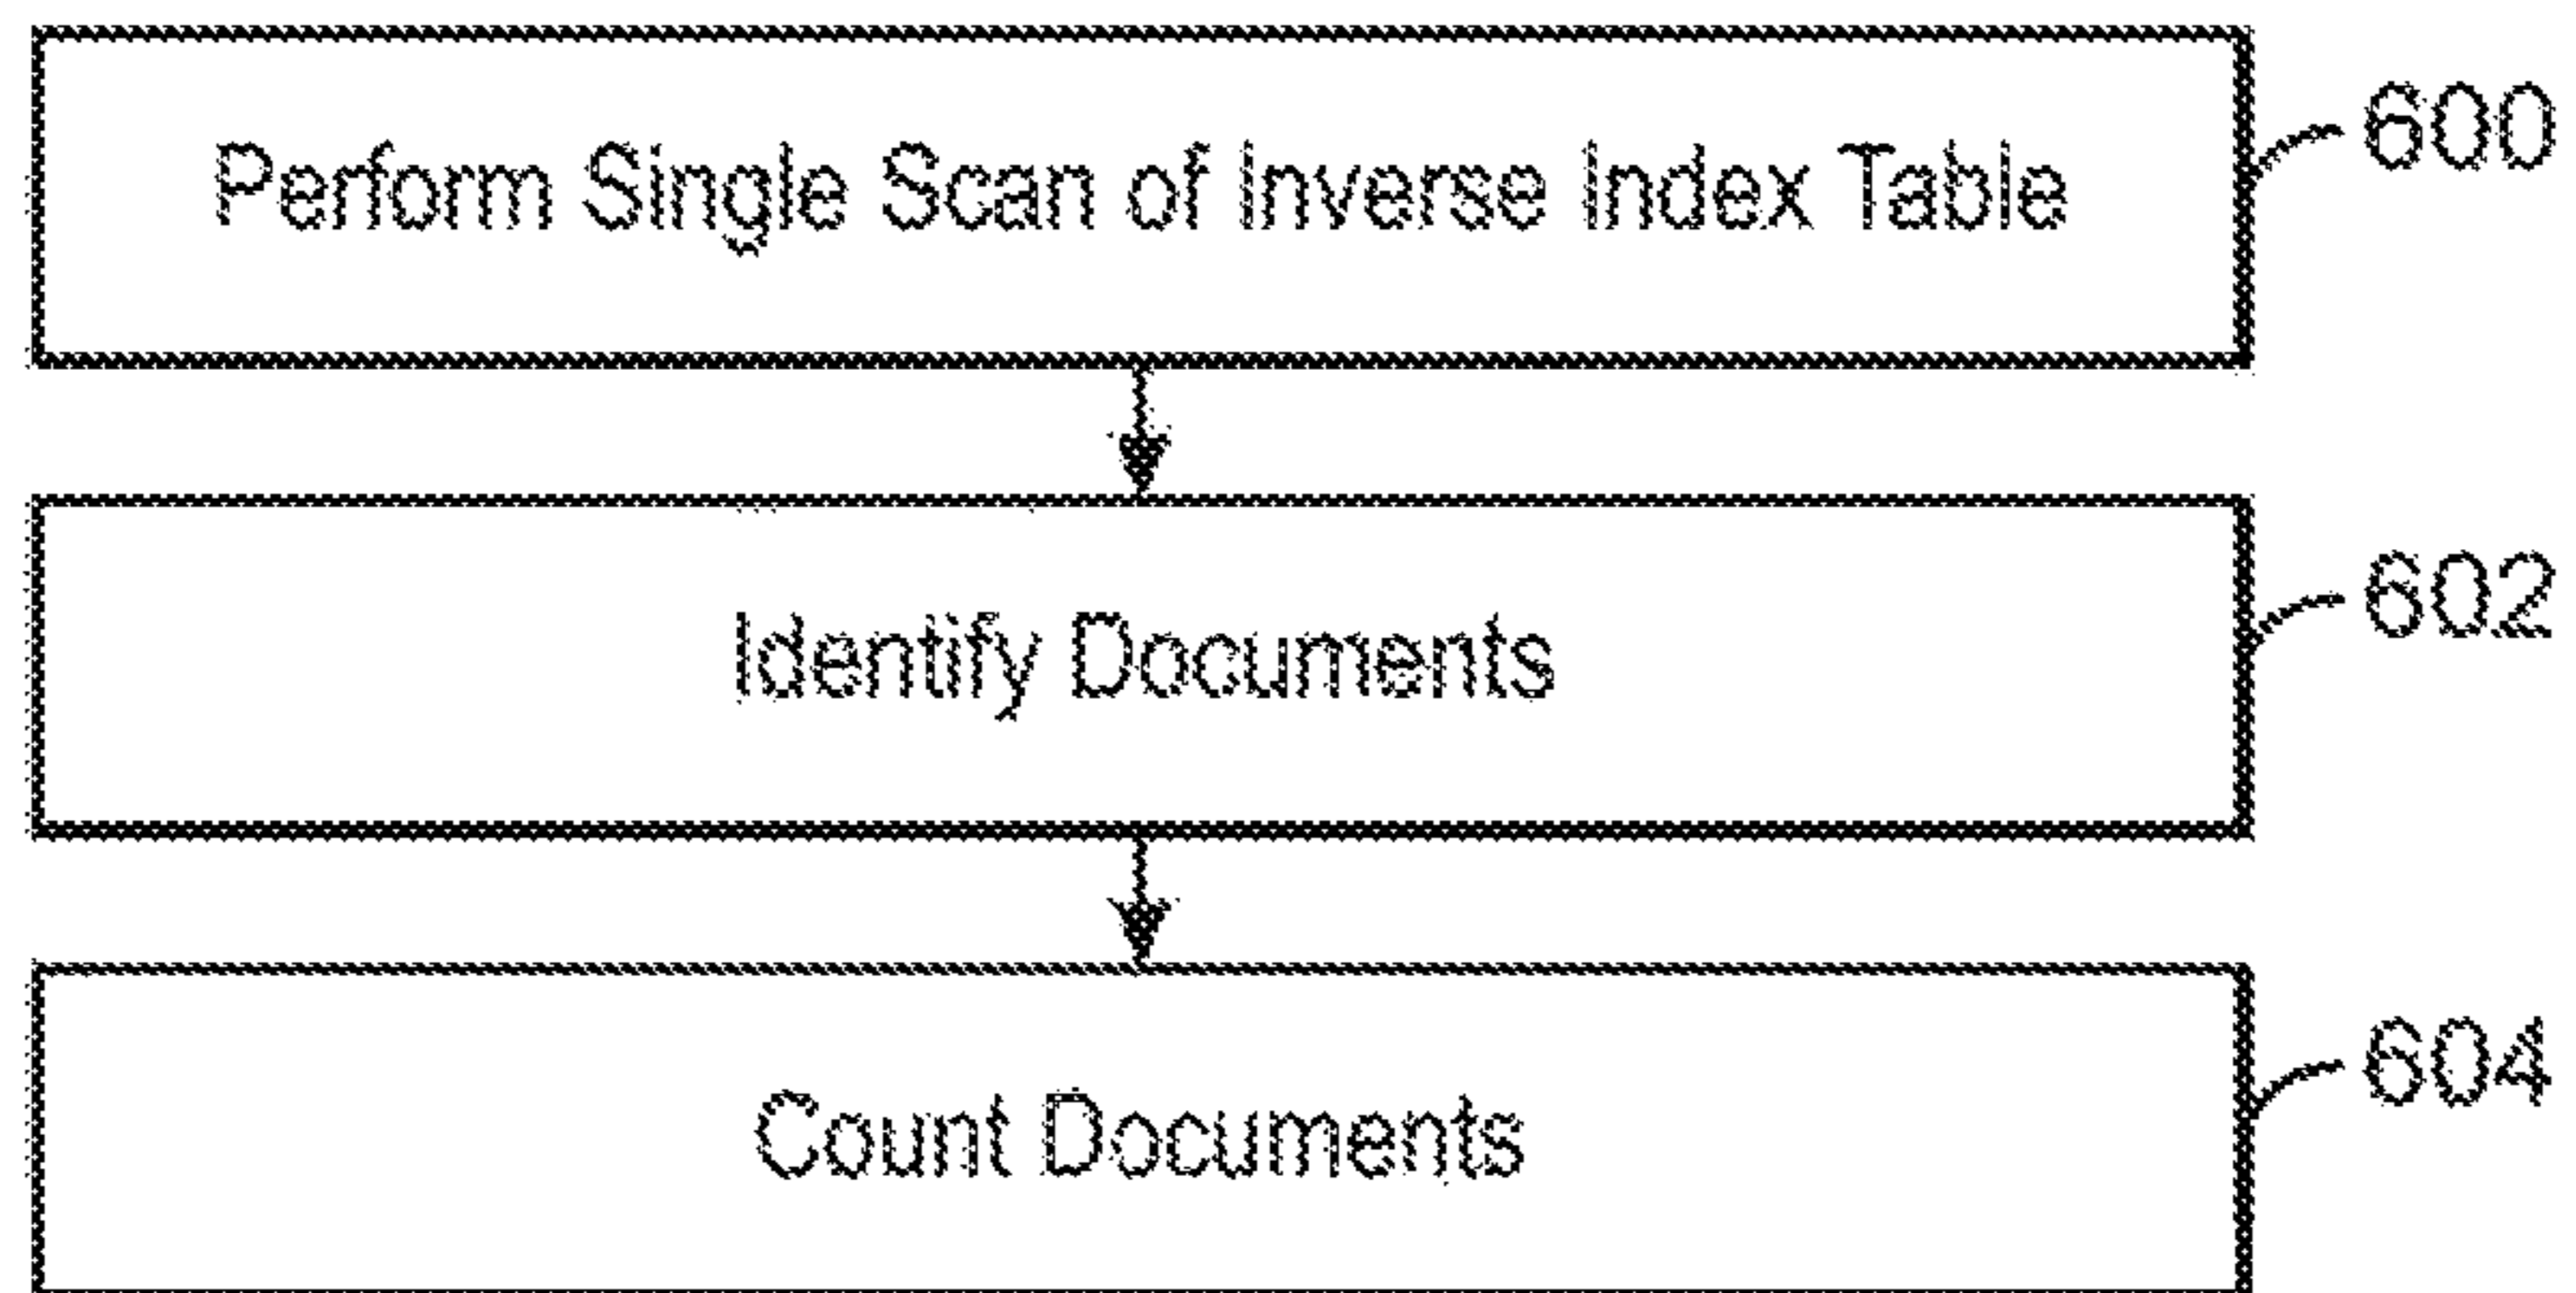 Perform Single Scan of Inverse Index Table
600
Identify Documents
602
Count Documents
604